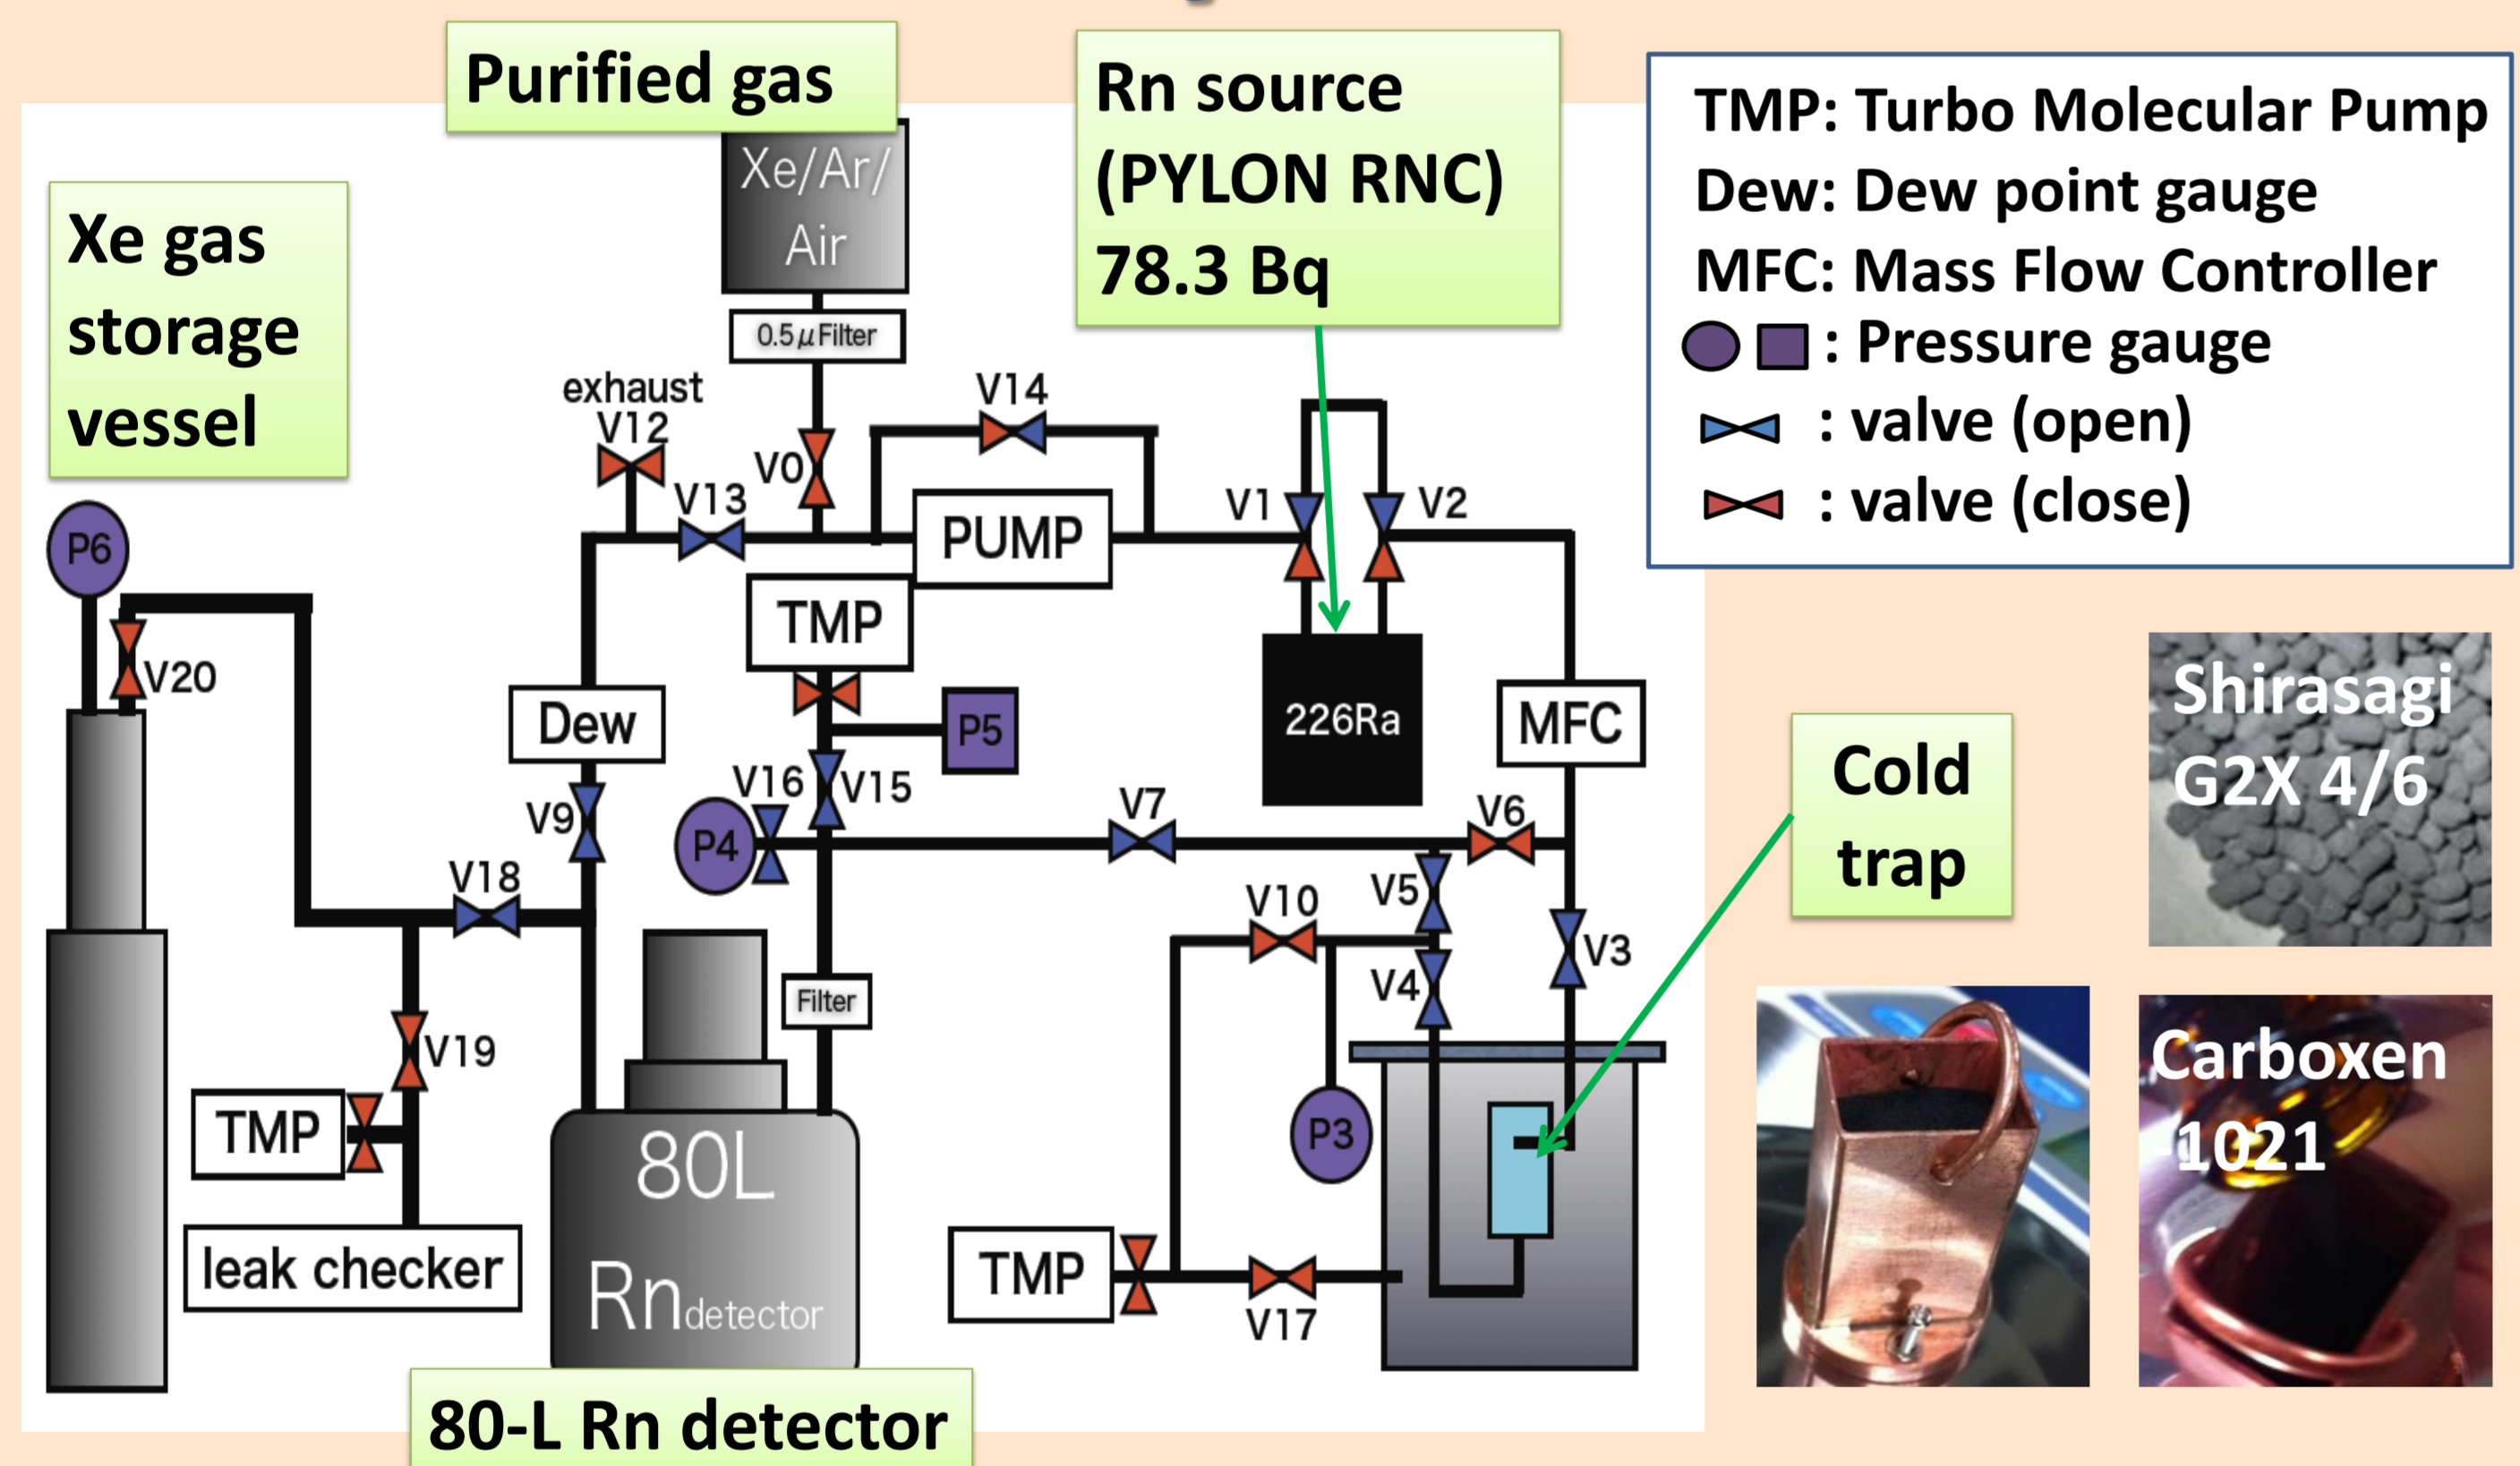 Purified gas
Rn source
(PYLON RNC)
78.3 Bq
TMP: Turbo Molecular Pump
Dew: Dew point gauge
MFC: Mass Flow Controller
: Pressure gauge
: valve (open)
: valve (close)
Xe gas
storage
vessel
Xe/Ar/
Air
0.5μFilter
exhaust
V12
V13
V0
V14
PUMP
V1
V2
P6
V20
TMP
Dew
P5
226Ra
MFC
V9
V16
V15
P4
V7
V6
V18
V10
V5
V4
V3
Filter
V19
TMP
leak checker
80L
Rn detector
P3
TMP
V17
80-L Rn detector
Cold
trap
Shirasagi
G2X 4/6
Carboxen
1021